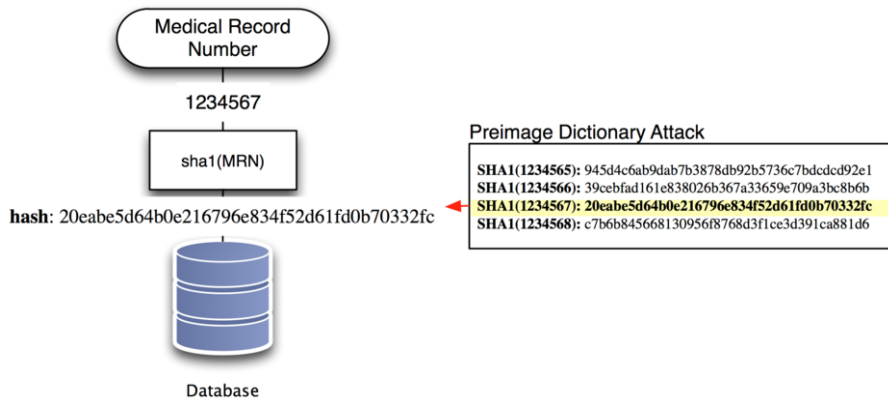 Medical Record
Number
1234567
sha1(MRN)
hash: 20eabe5d64b0e216796e834f52d61fd0b70332fc
Database
Preimage Dictionary Attack
SHA1(1234565): 945d4c6ab9dab7b3878db92b5736c7bdcdcd92e1
SHA1(1234566): 39cebfad161e838026b367a33659e709a3bc8b6b
SHA1(1234567): 20eabe5d64b0e216796e834f52d61fd0b70332fc
SHA1(1234568): c7b6b845668130956f8768d3f1ce3d391ca881d6